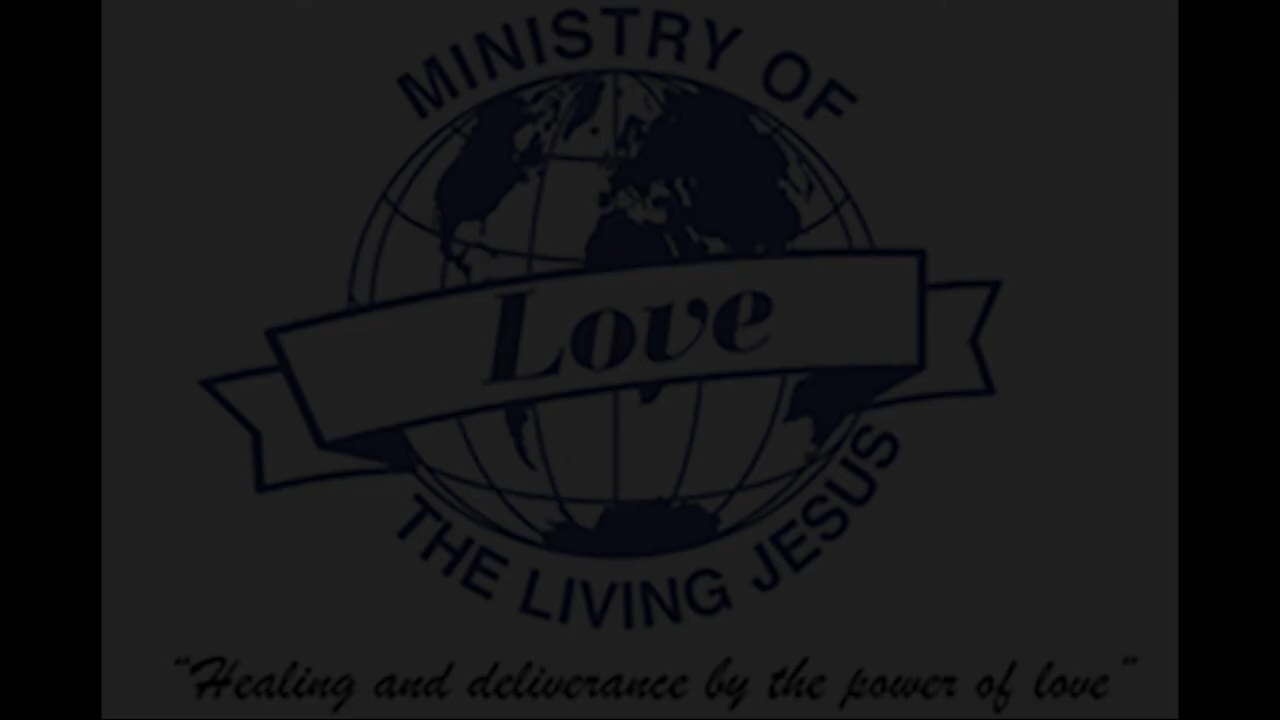 MINISTRY OF
Love
THE LIVING JESUS
"Healing and deliverance by the power of love"